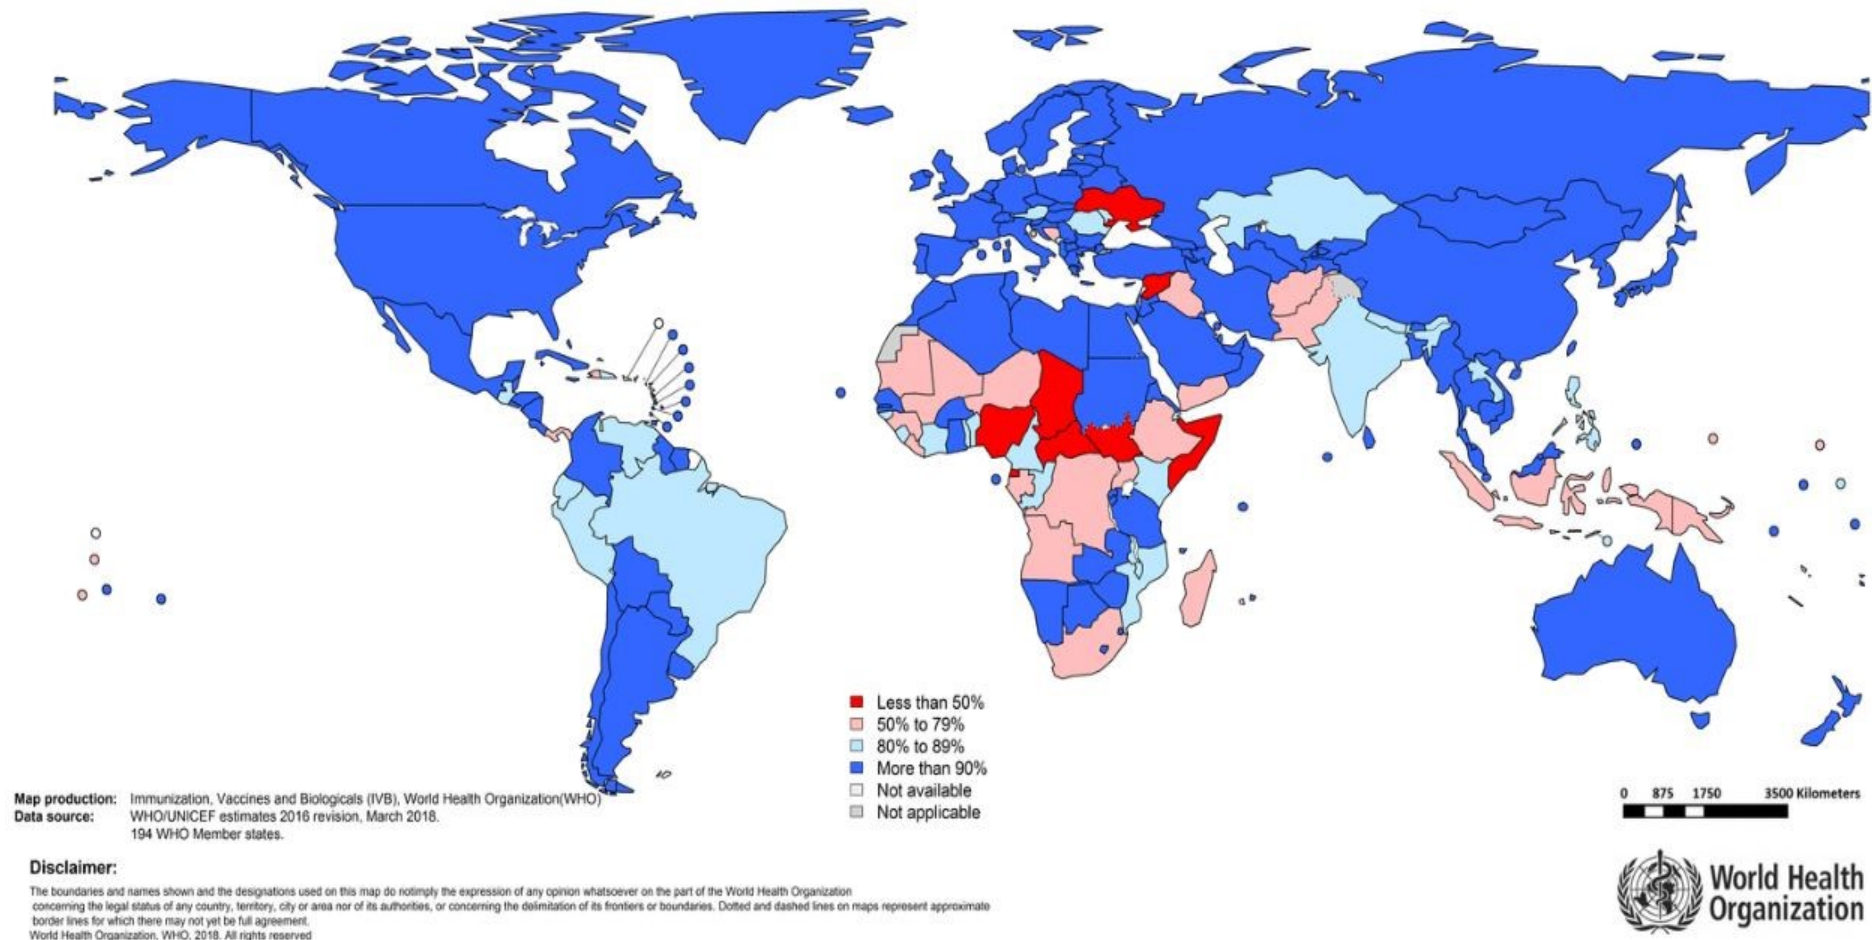 Less than 50%
50% to 79%
80% to 89%
More than 90%
Not available
Not applicable
Map production: Immunization, Vaccines and Biologicals (IVB), World Health Organization(WHO)
Data source: WHO/UNICEF estimates 2016 revision, March 2018.
194 WHO Member states.
0 875 1750 3500 Kilometers
Disclaimer:
The boundaries and names shown and the designations used on this map do notimply the expression of any opinion whatsoever on the part of the World Health Organization
concerning the legal status of any country, territory, city or area nor of its authorities, or concerning the delimitation of its frontiers or boundaries. Dotted and dashed lines on maps represent approximate
border lines for which there may not yet be full agreement.
World Health Organization, WHO, 2018. All rights reserved
World Health
Organization